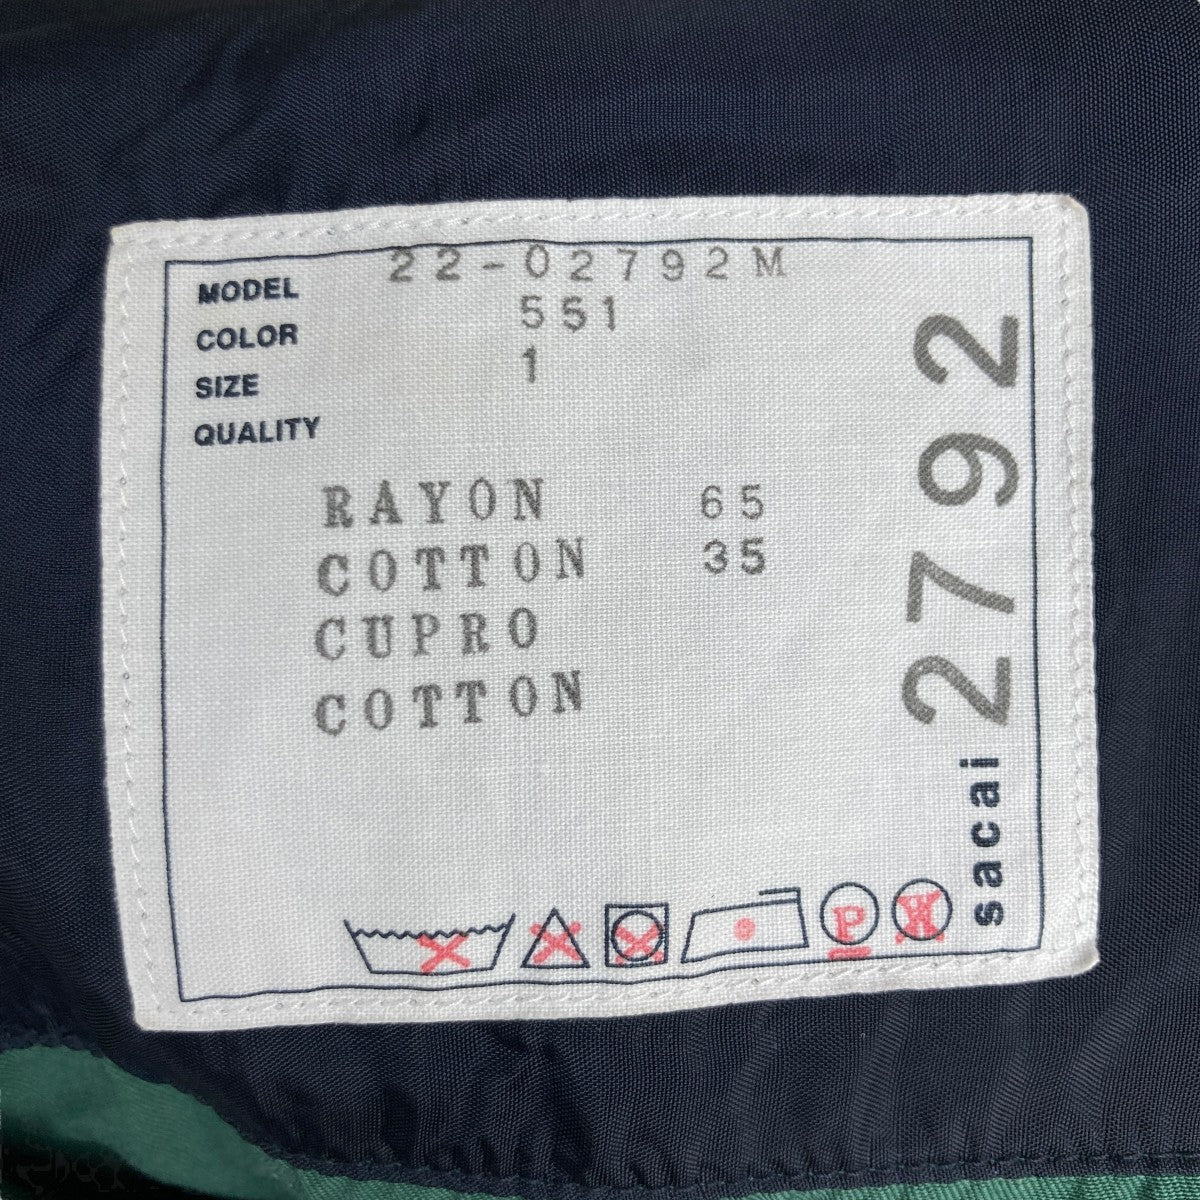 MODEL 22-02792M
COLOR 551
SIZE 1
QUALITY
RAYON 65
COTTON 35
CUPRO
COTTON
P
W
sacai 2792